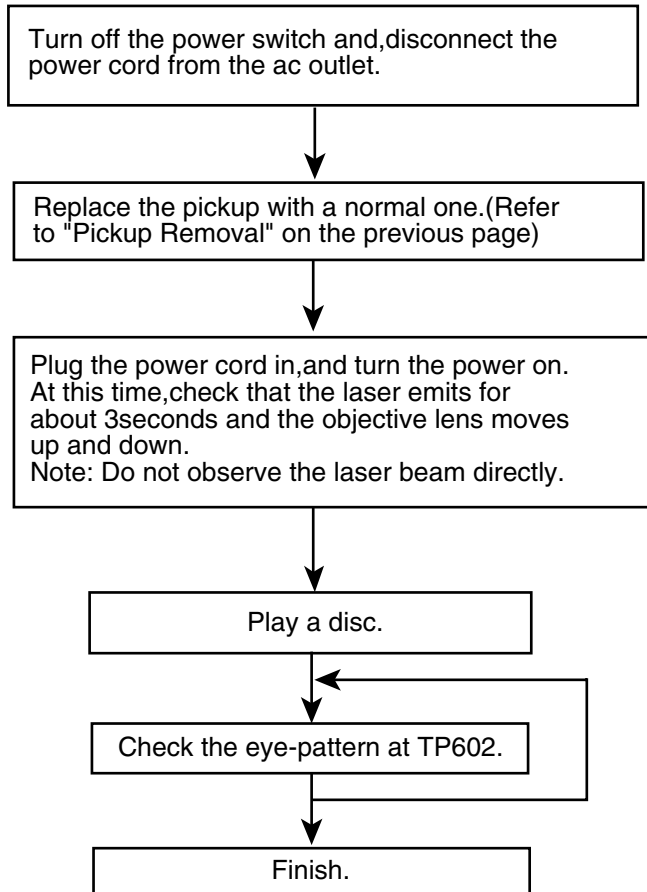 Turn off the power switch and,disconnect the
power cord from the ac outlet.
Replace the pickup with a normal one.(Refer
to "Pickup Removal" on the previous page)
Plug the power cord in,and turn the power on.
At this time,check that the laser emits for
about 3seconds and the objective lens moves
up and down.
Note: Do not observe the laser beam directly.
Play a disc.
Check the eye-pattern at TP602.
Finish.